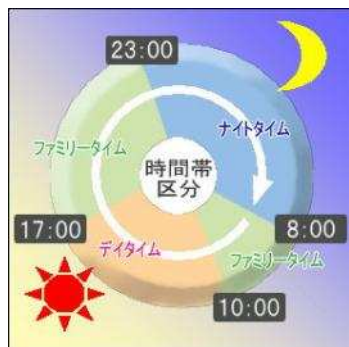 23:00
ナイトタイム
ファミリータイム
時間帯
区分
17:00
デイタイム
8:00
ファミリータイム
10:00